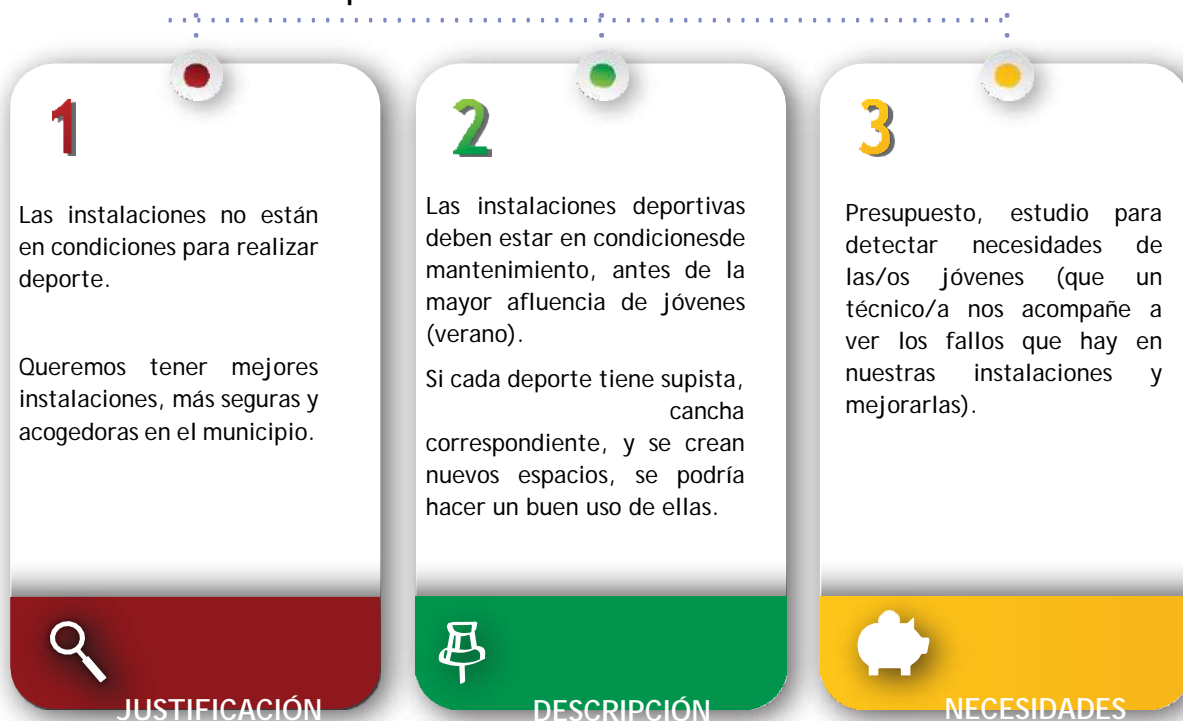 1
Las instalaciones no están
en condiciones para realizar
deporte.
Queremos tener mejores
instalaciones, más seguras y
acogedoras en el municipio.
JUSTIFICACIÓN
2
Las instalaciones deportivas
deben estar en condicionesde
mantenimiento, antes de la
mayor afluencia de jóvenes
(verano).
Si cada deporte tiene supista,
cancha
correspondiente, y se crean
nuevos espacios, se podría
hacer un buen uso de ellas.
DESCRIPCIÓN
3
Presupuesto, estudio para
detectar necesidades de
las/os jóvenes (que un
técnico/a nos acompañe a
ver los fallos que hay en
nuestras instalaciones y
mejorarlas).
NECESIDADES